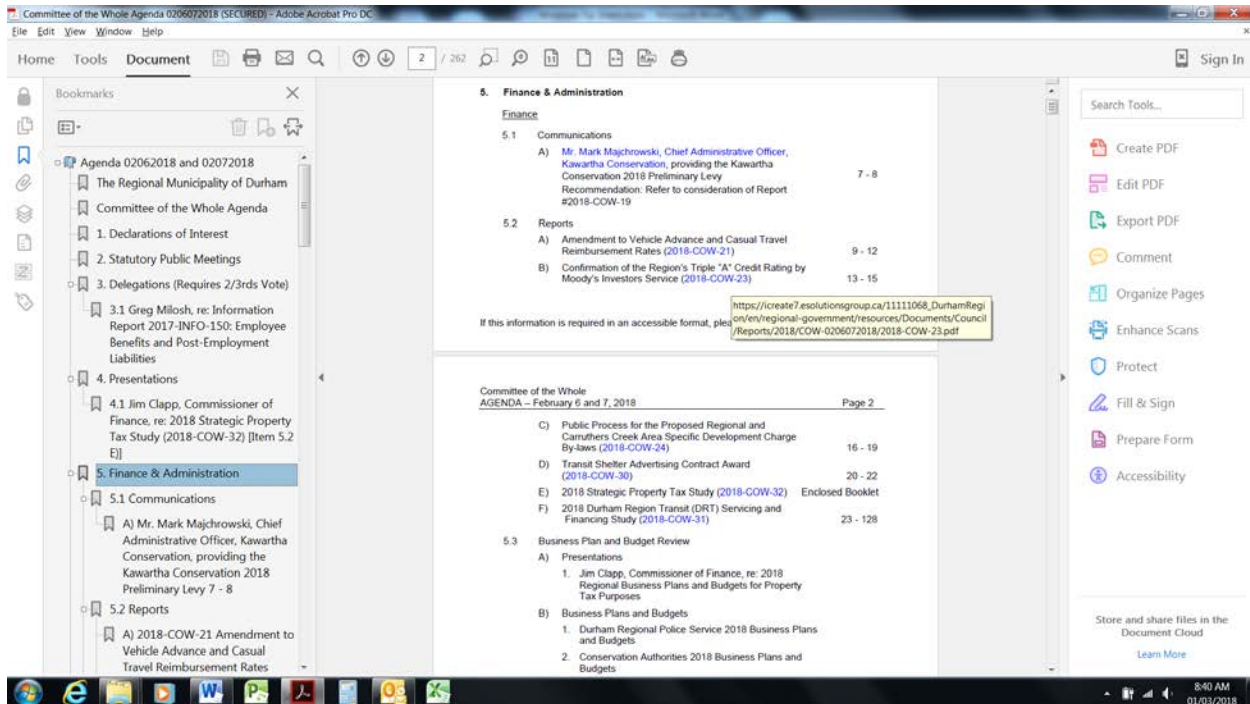 Committee of the Whole Agenda 0206072018 (SECURED) - Adobe Acrobat Pro DC
File Edit View Window Help
Home Tools Document
2 / 262
Sign In
Bookmarks
Agenda 02062018 and 02072018
The Regional Municipality of Durham
Committee of the Whole Agenda
1. Declarations of Interest
2. Statutory Public Meetings
3. Delegations (Requires 2/3rds Vote)
3.1 Greg Milosh, re: Information
Report 2017-INFO-150: Employee
Benefits and Post-Employment
Liabilities
4. Presentations
4.1 Jim Clapp, Commissioner of
Finance, re: 2018 Strategic Property
Tax Study (2018-COW-32) [Item 5.2
E)]
5. Finance & Administration
5.1 Communications
A) Mr. Mark Majchrowski, Chief
Administrative Officer, Kawartha
Conservation, providing the
Kawartha Conservation 2018
Preliminary Levy 7 - 8
5.2 Reports
A) 2018-COW-21 Amendment to
Vehicle Advance and Casual
Travel Reimbursement Rates
5. Finance & Administration
Finance
5.1 Communications
A) Mr. Mark Majchrowski, Chief Administrative Officer,
Kawartha Conservation, providing the Kawartha
Conservation 2018 Preliminary Levy 7 - 8
Recommendation: Refer to consideration of Report
#2018-COW-19
5.2 Reports
A) Amendment to Vehicle Advance and Casual Travel
Reimbursement Rates (2018-COW-21) 9 - 12
B) Confirmation of the Region's Triple "A" Credit Rating by
Moody's Investors Service (2018-COW-23) 13 - 15
https://icreate7.esolutionsgroup.ca/11111068_DurhamRegi
on/en/regional-government/resources/Documents/Council
/Reports/2018/COW-0206072018/2018-COW-23.pdf
If this information is required in an accessible format,
Committee of the Whole
AGENDA – February 6 and 7, 2018 Page 2
C) Public Process for the Proposed Regional and
Carruthers Creek Area Specific Development Charge
By-laws (2018-COW-24) 16 - 19
D) Transit Shelter Advertising Contract Award
(2018-COW-30) 20 - 22
E) 2018 Strategic Property Tax Study (2018-COW-32) Enclosed Booklet
F) 2018 Durham Region Transit (DRT) Servicing and
Financing Study (2018-COW-31) 23 - 128
5.3 Business Plan and Budget Review
A) Presentations
1. Jim Clapp, Commissioner of Finance, re: 2018
Regional Business Plans and Budgets for Property
Tax Purposes
B) Business Plans and Budgets
1. Durham Regional Police Service 2018 Business Plans
and Budgets
2. Conservation Authorities 2018 Business Plans and
Budgets
Search Tools...
Create PDF
Edit PDF
Export PDF
Comment
Organize Pages
Enhance Scans
Protect
Fill & Sign
Prepare Form
Accessibility
Store and share files in the
Document Cloud
Learn More
8:40 AM
01/03/2018